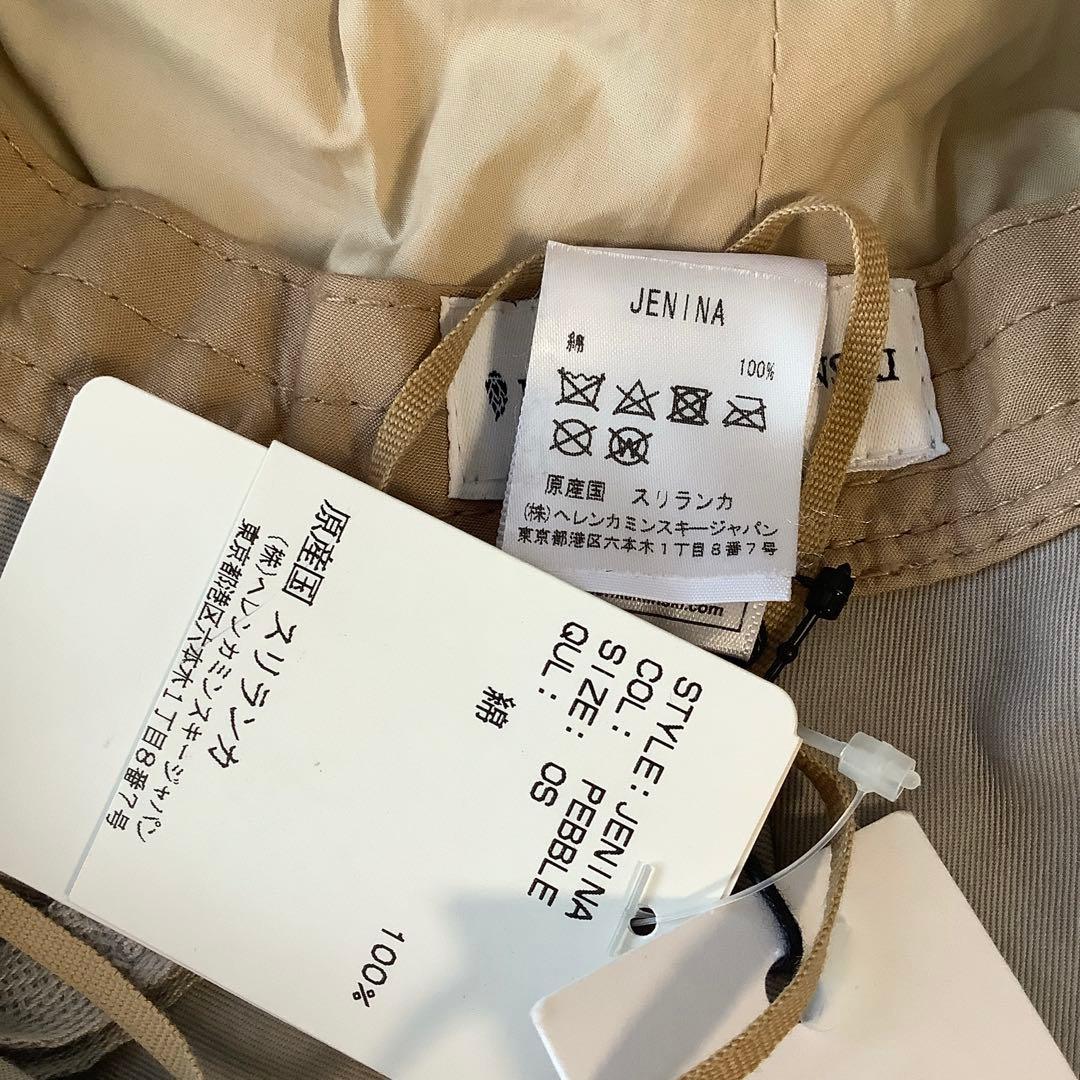 JENINA
綿
100%
原産国 スリランカ
(株)ヘレンカミンスキージャパン
東京都港区六本木1丁目8番7号
STYLE: JENINA
COL: PEBBLE
SIZE: OS
QUL:
綿 100%
原産国 スリランカ
(株)ヘレンカミンスキージャパン
東京都港区六本木1丁目8番7号